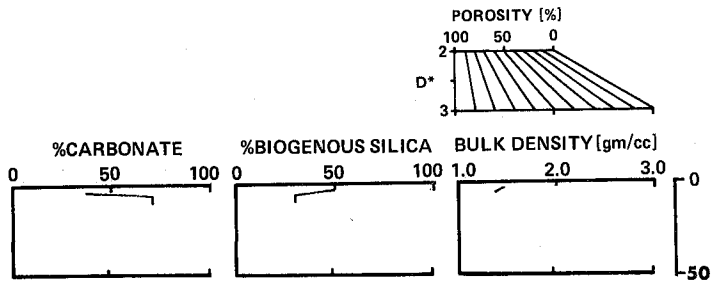 POROSITY [%]
100 50 0
2
D*
3
%CARBONATE %BIOGENOUS SILICA BULK DENSITY [gm/cc]
0 50 100 0 50 100 1.0 2.0 3.0
0
50